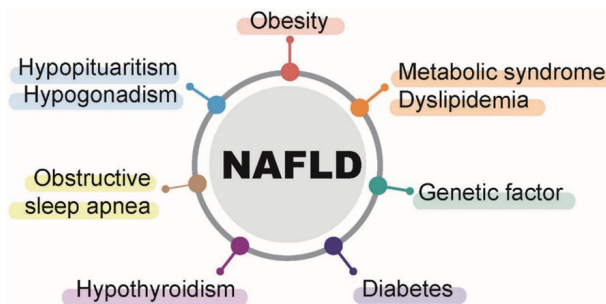 Obesity
Hypopituaritism
Hypogonadism
Metabolic syndrome
Dyslipidemia
NAFLD
Obstructive
sleep apnea
Genetic factor
Hypothyroidism
Diabetes